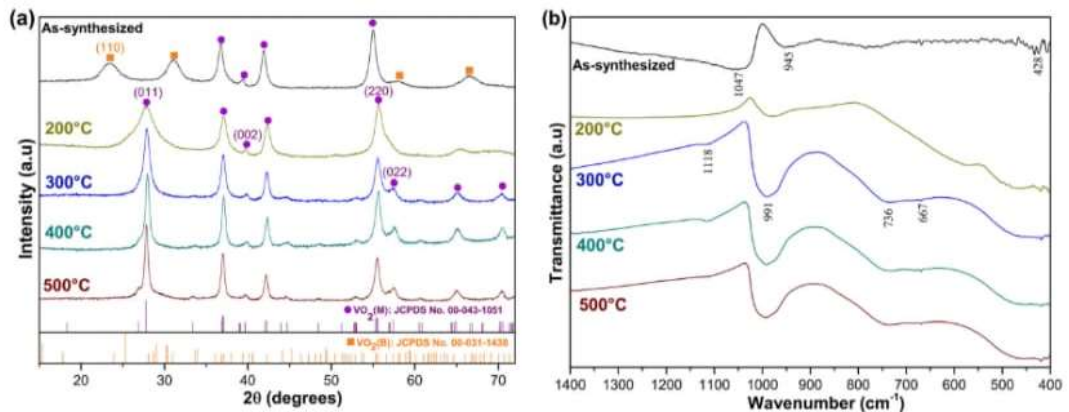 (a)
As-synthesized
(110)
(011)
(220)
200°C
(002)
300°C
(022)
400°C
500°C
VO₂(M): JCPDS No. 00-043-1051
VO₂(B): JCPDS No. 00-031-1438
Intensity (a.u)
20 30 40 50 60 70
2θ (degrees)
(b)
As-synthesized
1047
945
428
200°C
1118
300°C
991
736
667
400°C
500°C
Transmittance (a.u)
1400 1300 1200 1100 1000 900 800 700 600 500 400
Wavenumber (cm⁻¹)